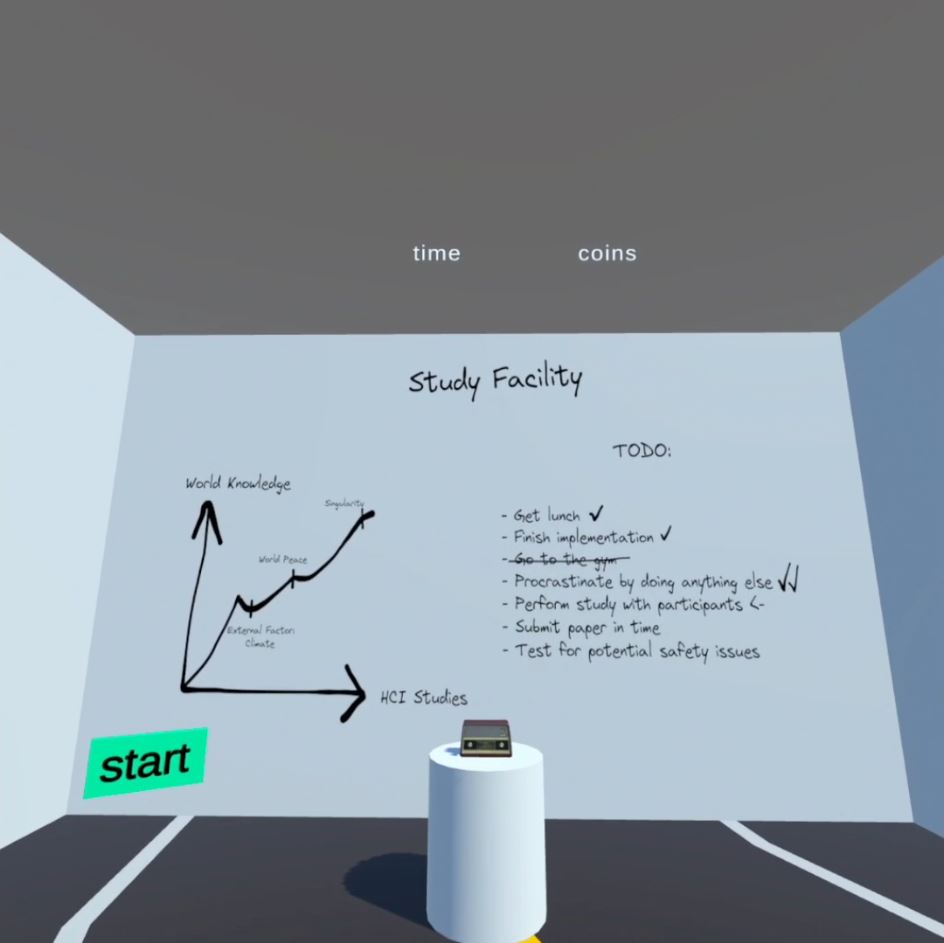 time
coins
Study Facility
TODO:
World Knowledge
Singularity
World Peace
External Factor:
Climate
HCI Studies
- Get lunch ✓
- Finish implementation ✓
- Go to the gym
- Procrastinate by doing anything else ✓✓
- Perform study with participants <-
- Submit paper in time
- Test for potential safety issues
start